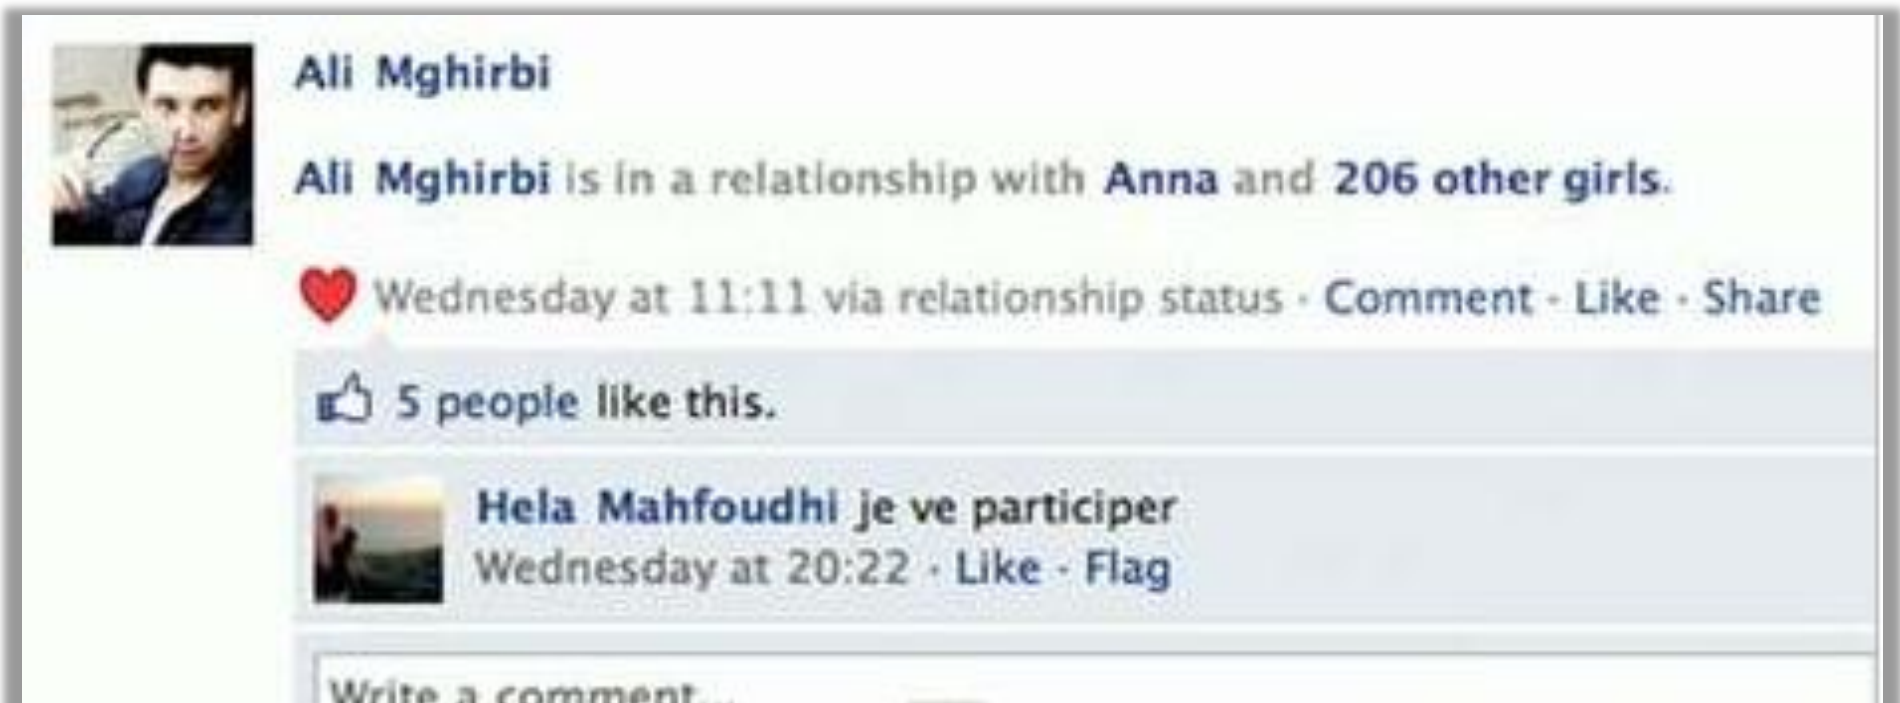 Ali Mghirbi
Ali Mghirbi is in a relationship with Anna and 206 other girls.
Wednesday at 11:11 via relationship status · Comment · Like · Share
5 people like this.
Hela Mahfoudhi je ve participer
Wednesday at 20:22 · Like · Flag
Write a comment...